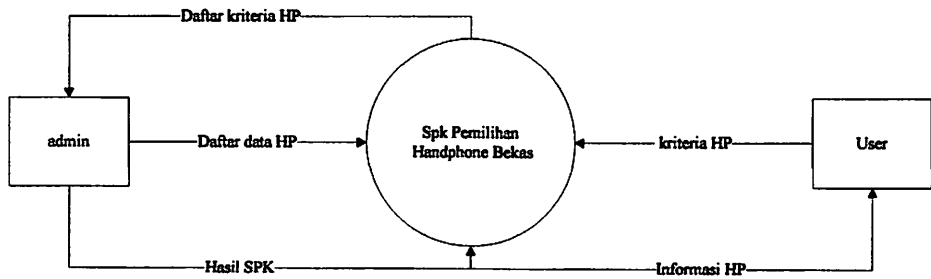 Daftar kriteria HP
admin
Daftar data HP
Spk Pemilihan
Handphone Bekas
kriteria HP
User
Hasil SPK
Informasi HP